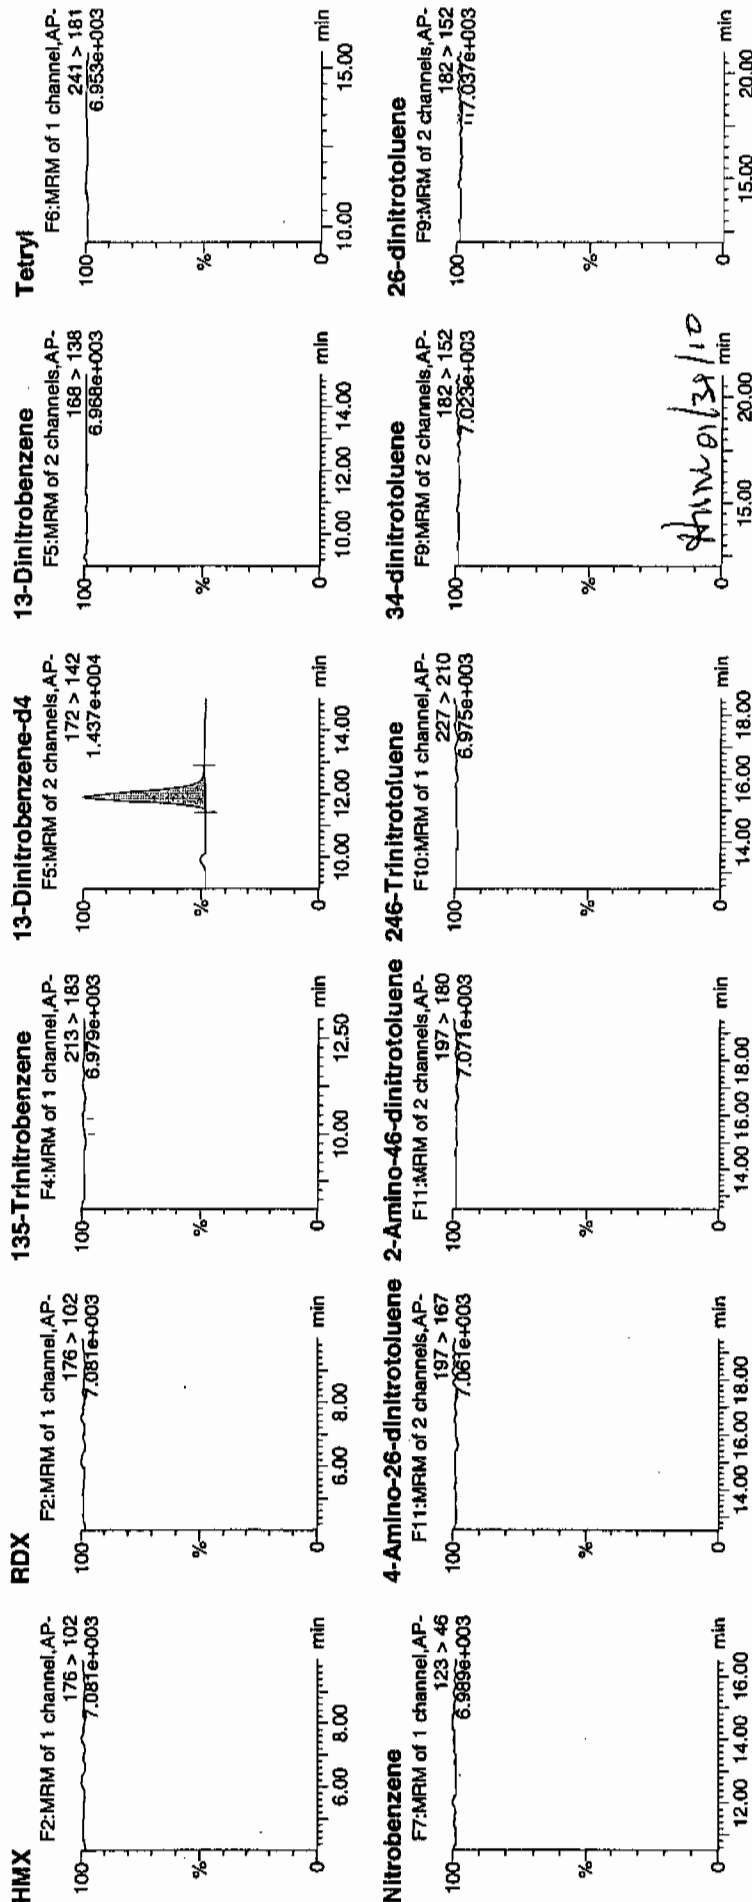 HMX
F2:MRM of 1 channel,AP-
176 > 102
7.081e+003
100
%
0
6.00 8.00 min
RDX
F2:MRM of 1 channel,AP-
176 > 102
7.081e+003
100
%
0
6.00 8.00 min
135-Trinitrobenzene
F4:MRM of 1 channel,AP-
213 > 183
6.979e+003
100
%
0
10.00 12.50 min
13-Dinitrobenzene-d4
F5:MRM of 2 channels,AP-
172 > 142
1.437e+004
100
%
0
10.00 12.00 14.00 min
13-Dinitrobenzene
F5:MRM of 2 channels,AP-
168 > 138
6.968e+003
100
%
0
10.00 12.00 14.00 min
Tetryl
F6:MRM of 1 channel,AP-
241 > 181
6.953e+003
100
%
0
10.00 15.00 min
Nitrobenzene
F7:MRM of 1 channel,AP-
123 > 46
6.989e+003
100
%
0
12.00 14.00 16.00 min
4-Amino-26-dinitrotoluene
F11:MRM of 2 channels,AP-
197 > 167
7.061e+003
100
%
0
14.00 16.00 18.00 min
2-Amino-46-dinitrotoluene
F11:MRM of 2 channels,AP-
197 > 180
7.071e+003
100
%
0
14.00 16.00 18.00 min
246-Trinitrotoluene
F10:MRM of 1 channel,AP-
227 > 210
6.975e+003
100
%
0
14.00 16.00 18.00 min
34-dinitrotoluene
F9:MRM of 2 channels,AP-
182 > 152
7.023e+003
100
%
0
15.00 20.00 min
26-dinitrotoluene
F9:MRM of 2 channels,AP-
182 > 152
7.037e+003
100
%
0
15.00 20.00 min